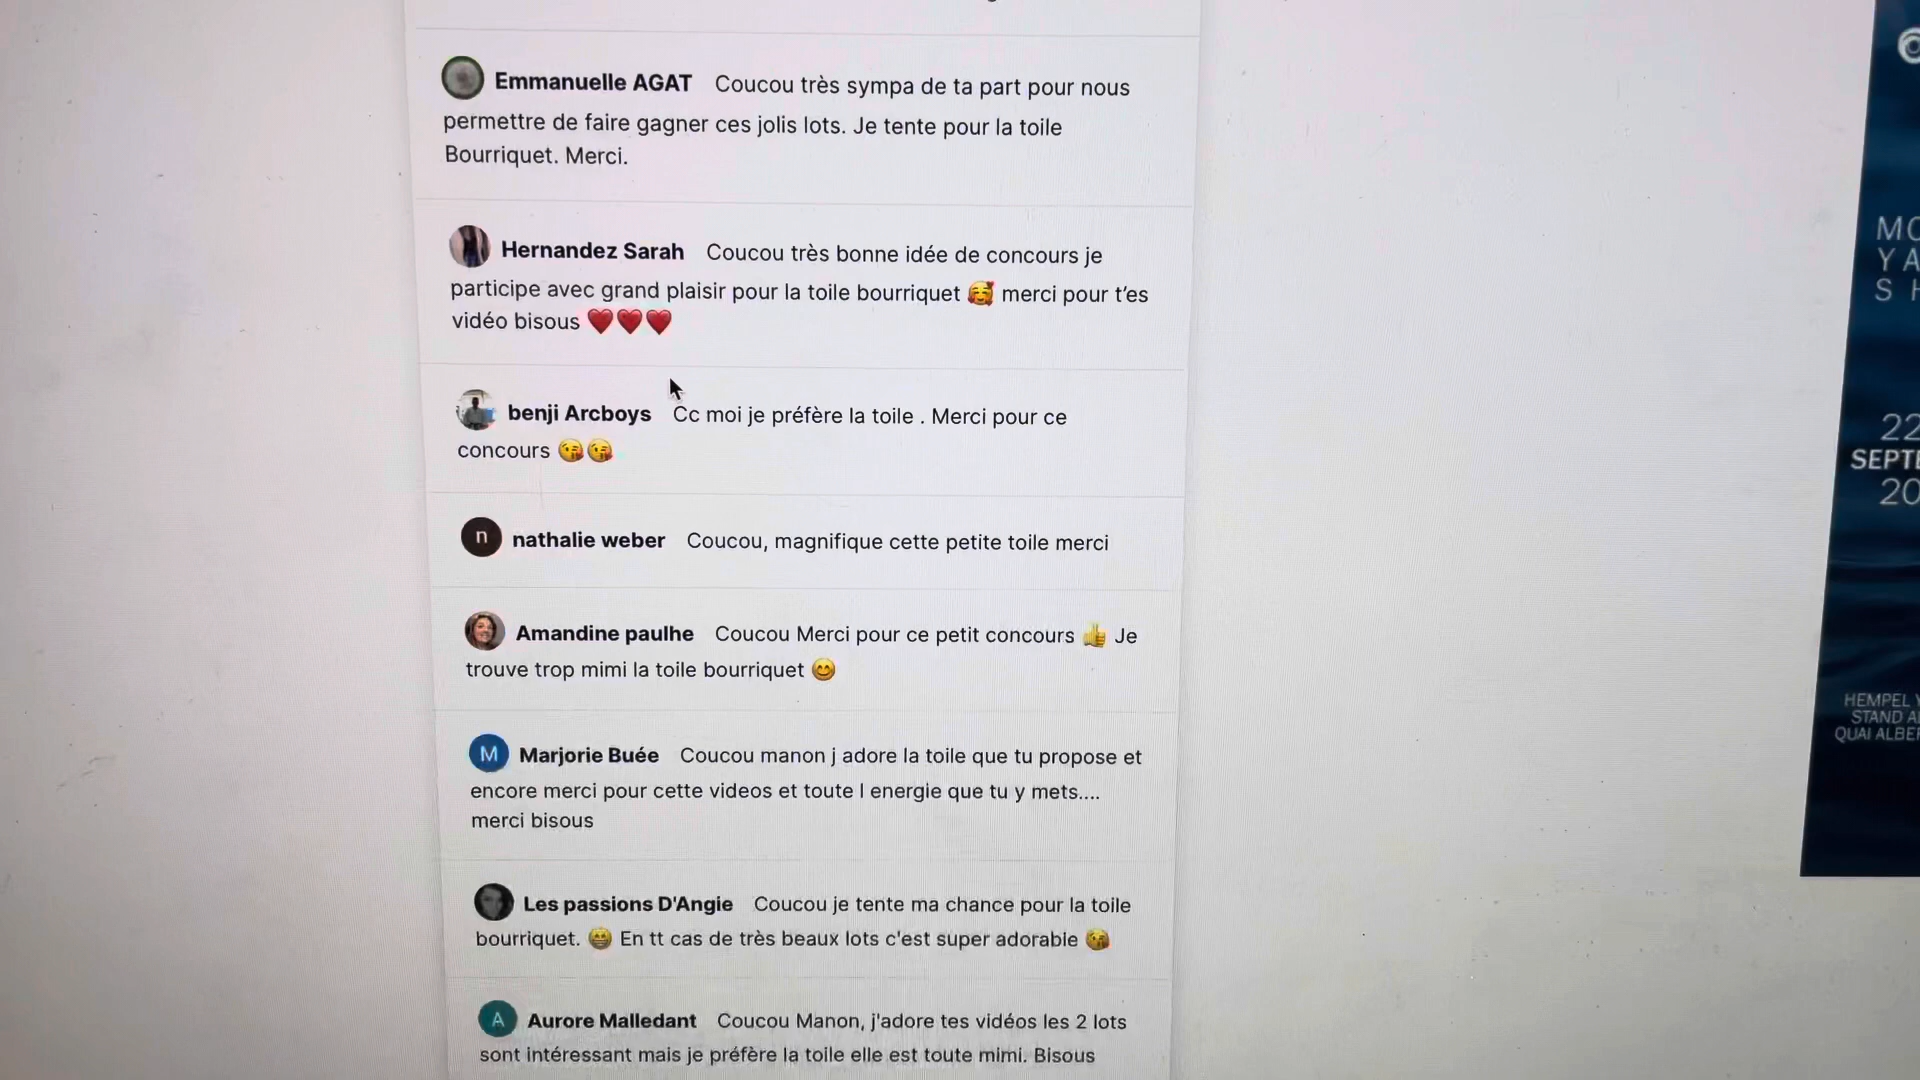 Emmanuelle AGAT Coucou très sympa de ta part pour nous
permettre de faire gagner ces jolis lots. Je tente pour la toile
Bourriquet. Merci.
Hernandez Sarah Coucou très bonne idée de concours je
participe avec grand plaisir pour la toile bourriquet 🥰 merci pour t’es
vidéo bisous ❤️❤️❤️
benji Arcboys Cc moi je préfère la toile . Merci pour ce
concours 😘😘
n
nathalie weber Coucou, magnifique cette petite toile merci
Amandine paulhe Coucou Merci pour ce petit concours 👍 Je
trouve trop mimi la toile bourriquet 😊
M
Marjorie Buée Coucou manon j adore la toile que tu propose et
encore merci pour cette videos et toute l energie que tu y mets....
merci bisous
Les passions D'Angie Coucou je tente ma chance pour la toile
bourriquet. 😁 En tt cas de très beaux lots c'est super adorable 😘
A
Aurore Malledant Coucou Manon, j'adore tes vidéos les 2 lots
sont intéressant mais je préfère la toile elle est toute mimi. Bisous
MO
YA
S H
22
SEPTE
20
HEMPEL Y
STAND A
QUAI ALBE